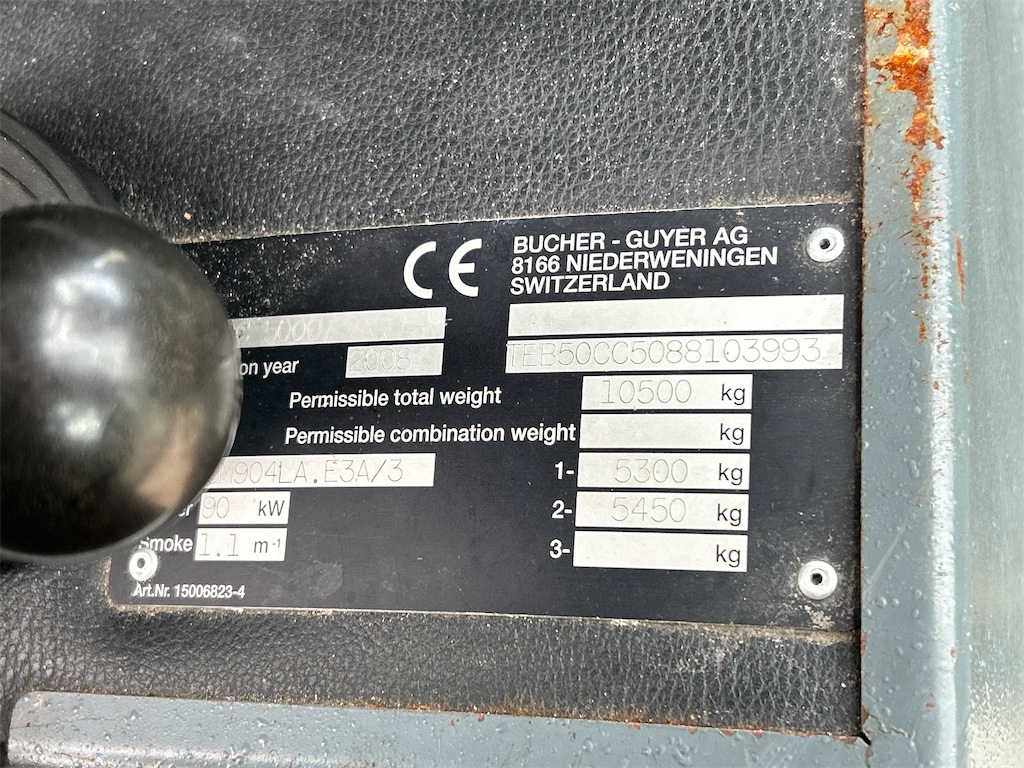 CE
BUCHER - GUYER AG
8166 NIEDERWENINGEN
SWITZERLAND
on year 2008
TEB50CC5088103993
Permissible total weight 10500 kg
Permissible combination weight kg
904LA.E3A/3
1- 5300 kg
90 kW
2- 5450 kg
Smoke 1.1 m-1
3- kg
Art.Nr. 15006823-4